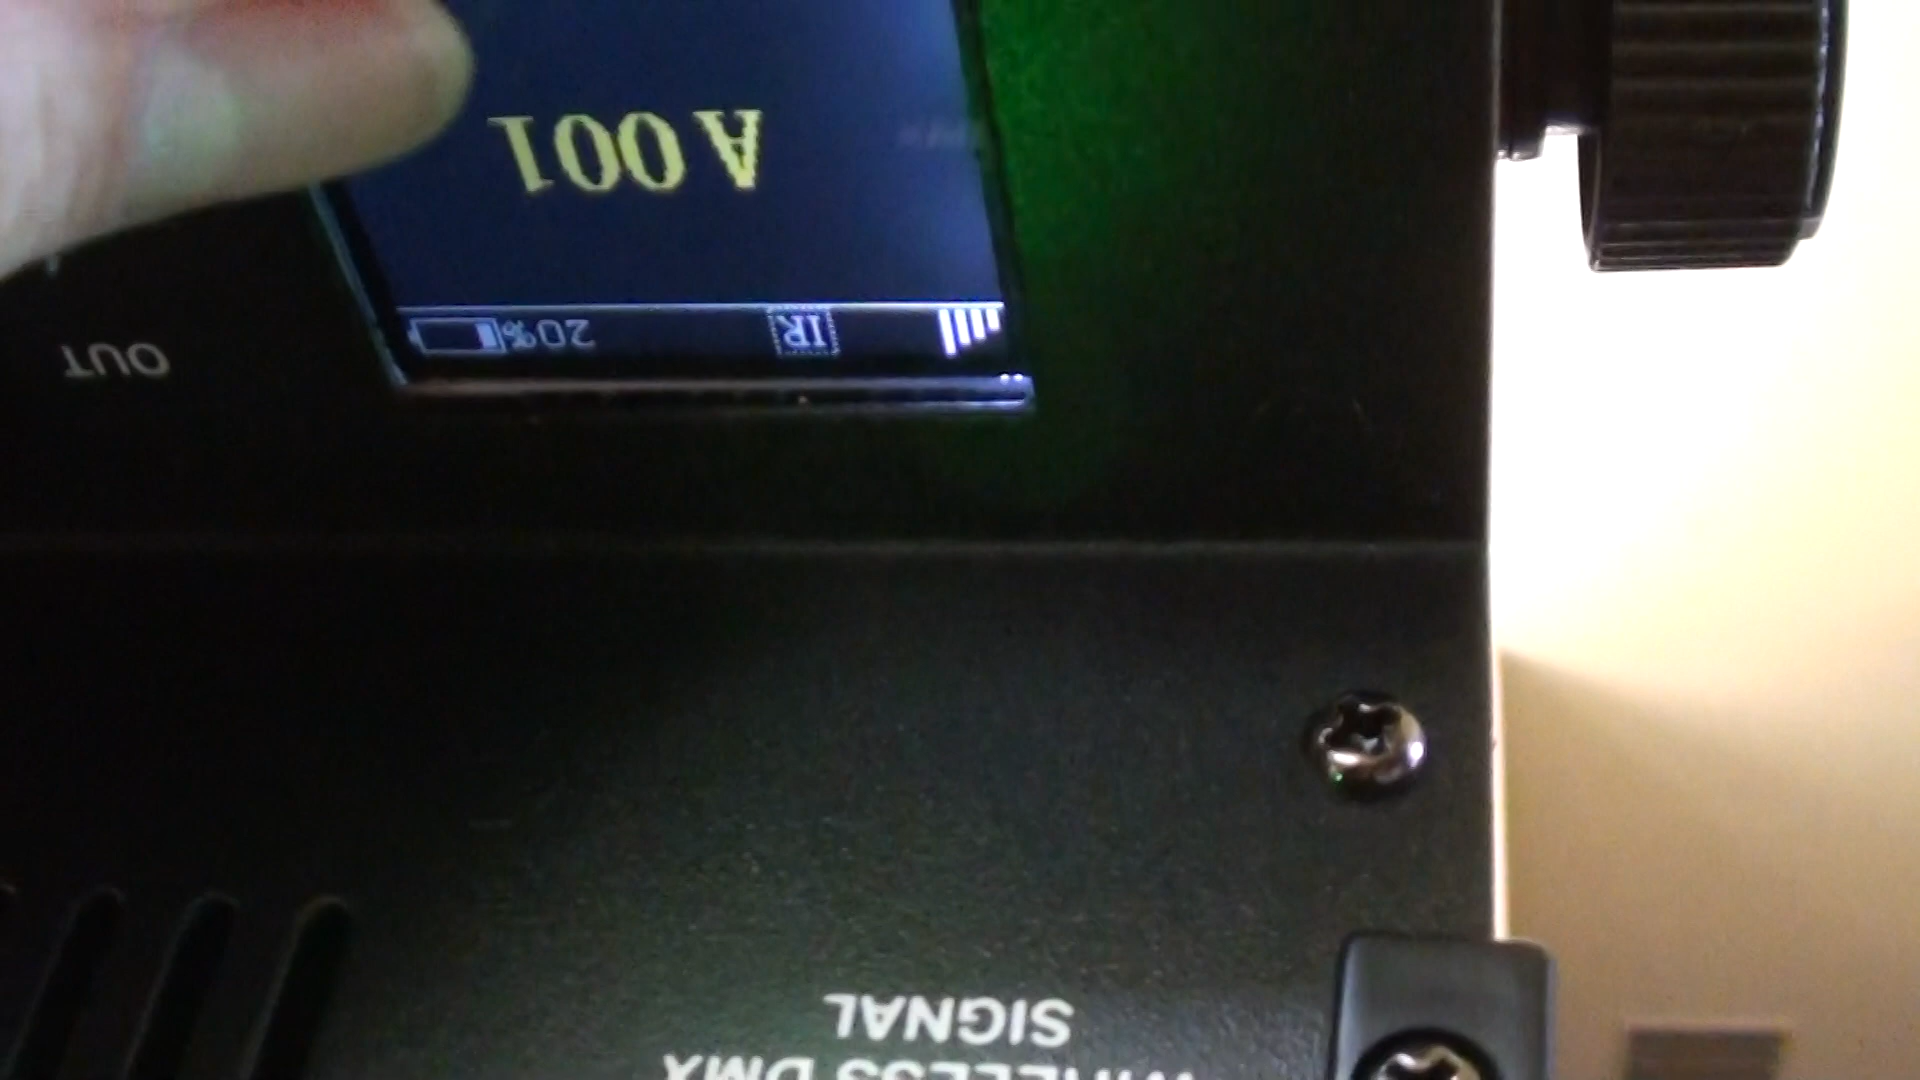 WIRELESS DMX
SIGNAL
IR 20%
A 001
OUT